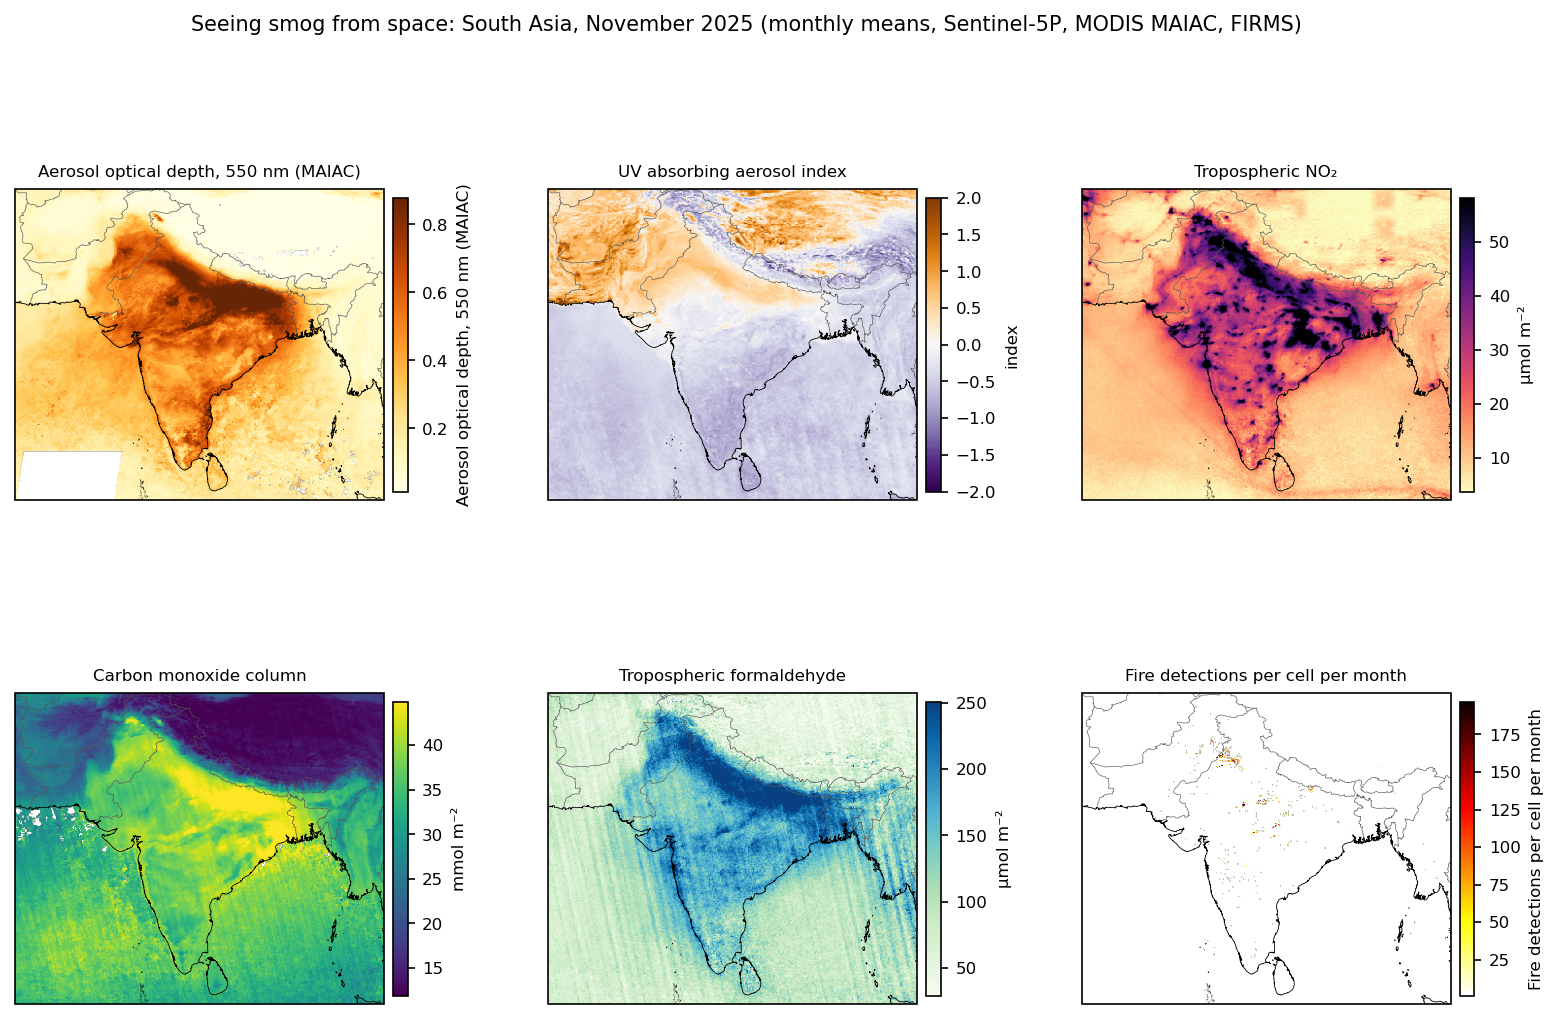 Seeing smog from space: South Asia, November 2025 (monthly means, Sentinel-5P, MODIS MAIAC, FIRMS)
Aerosol optical depth, 550 nm (MAIAC)
0.8
0.6
0.4
0.2
Aerosol optical depth, 550 nm (MAIAC)
UV absorbing aerosol index
2.0
1.5
1.0
0.5
0.0
−0.5
−1.0
−1.5
−2.0
index
Tropospheric NO₂
50
40
30
20
10
µmol m⁻²
Carbon monoxide column
40
35
30
25
20
15
mmol m⁻²
Tropospheric formaldehyde
250
200
150
100
50
µmol m⁻²
Fire detections per cell per month
175
150
125
100
75
50
25
Fire detections per cell per month